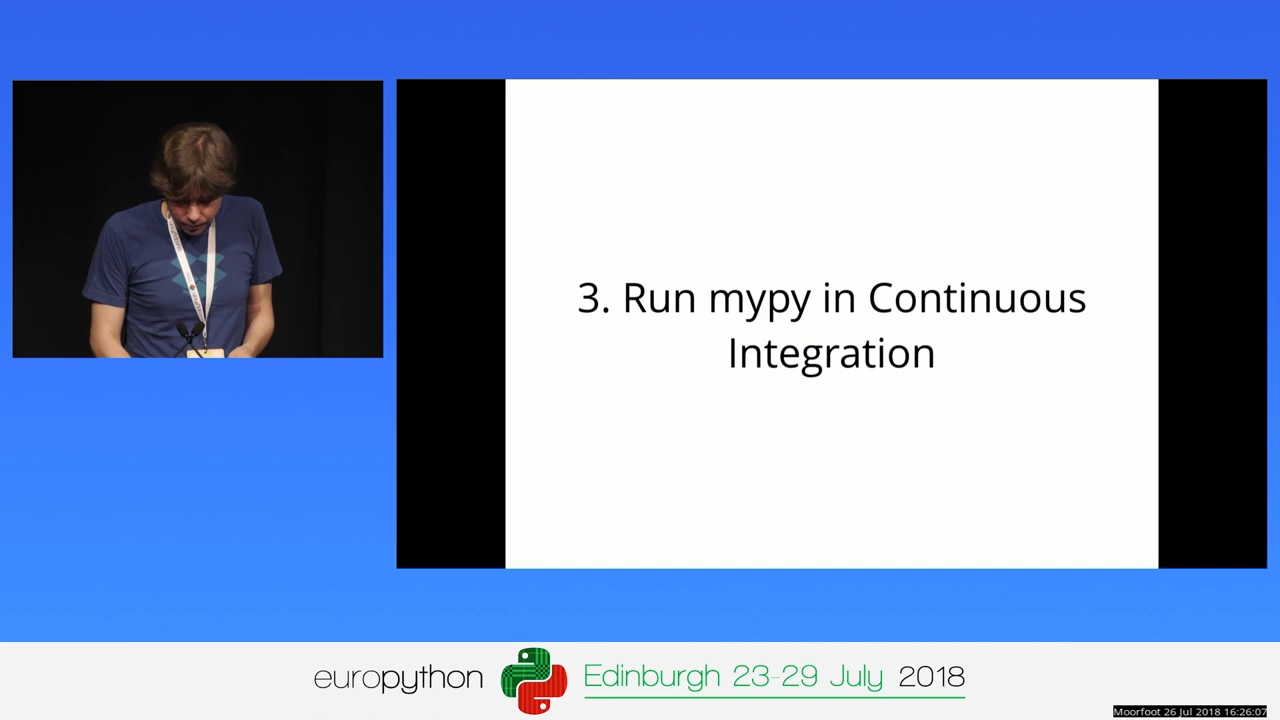 3. Run mypy in Continuous
Integration
europython
Edinburgh 23-29 July 2018
Moorfoot 26 Jul 2018 16:26:07